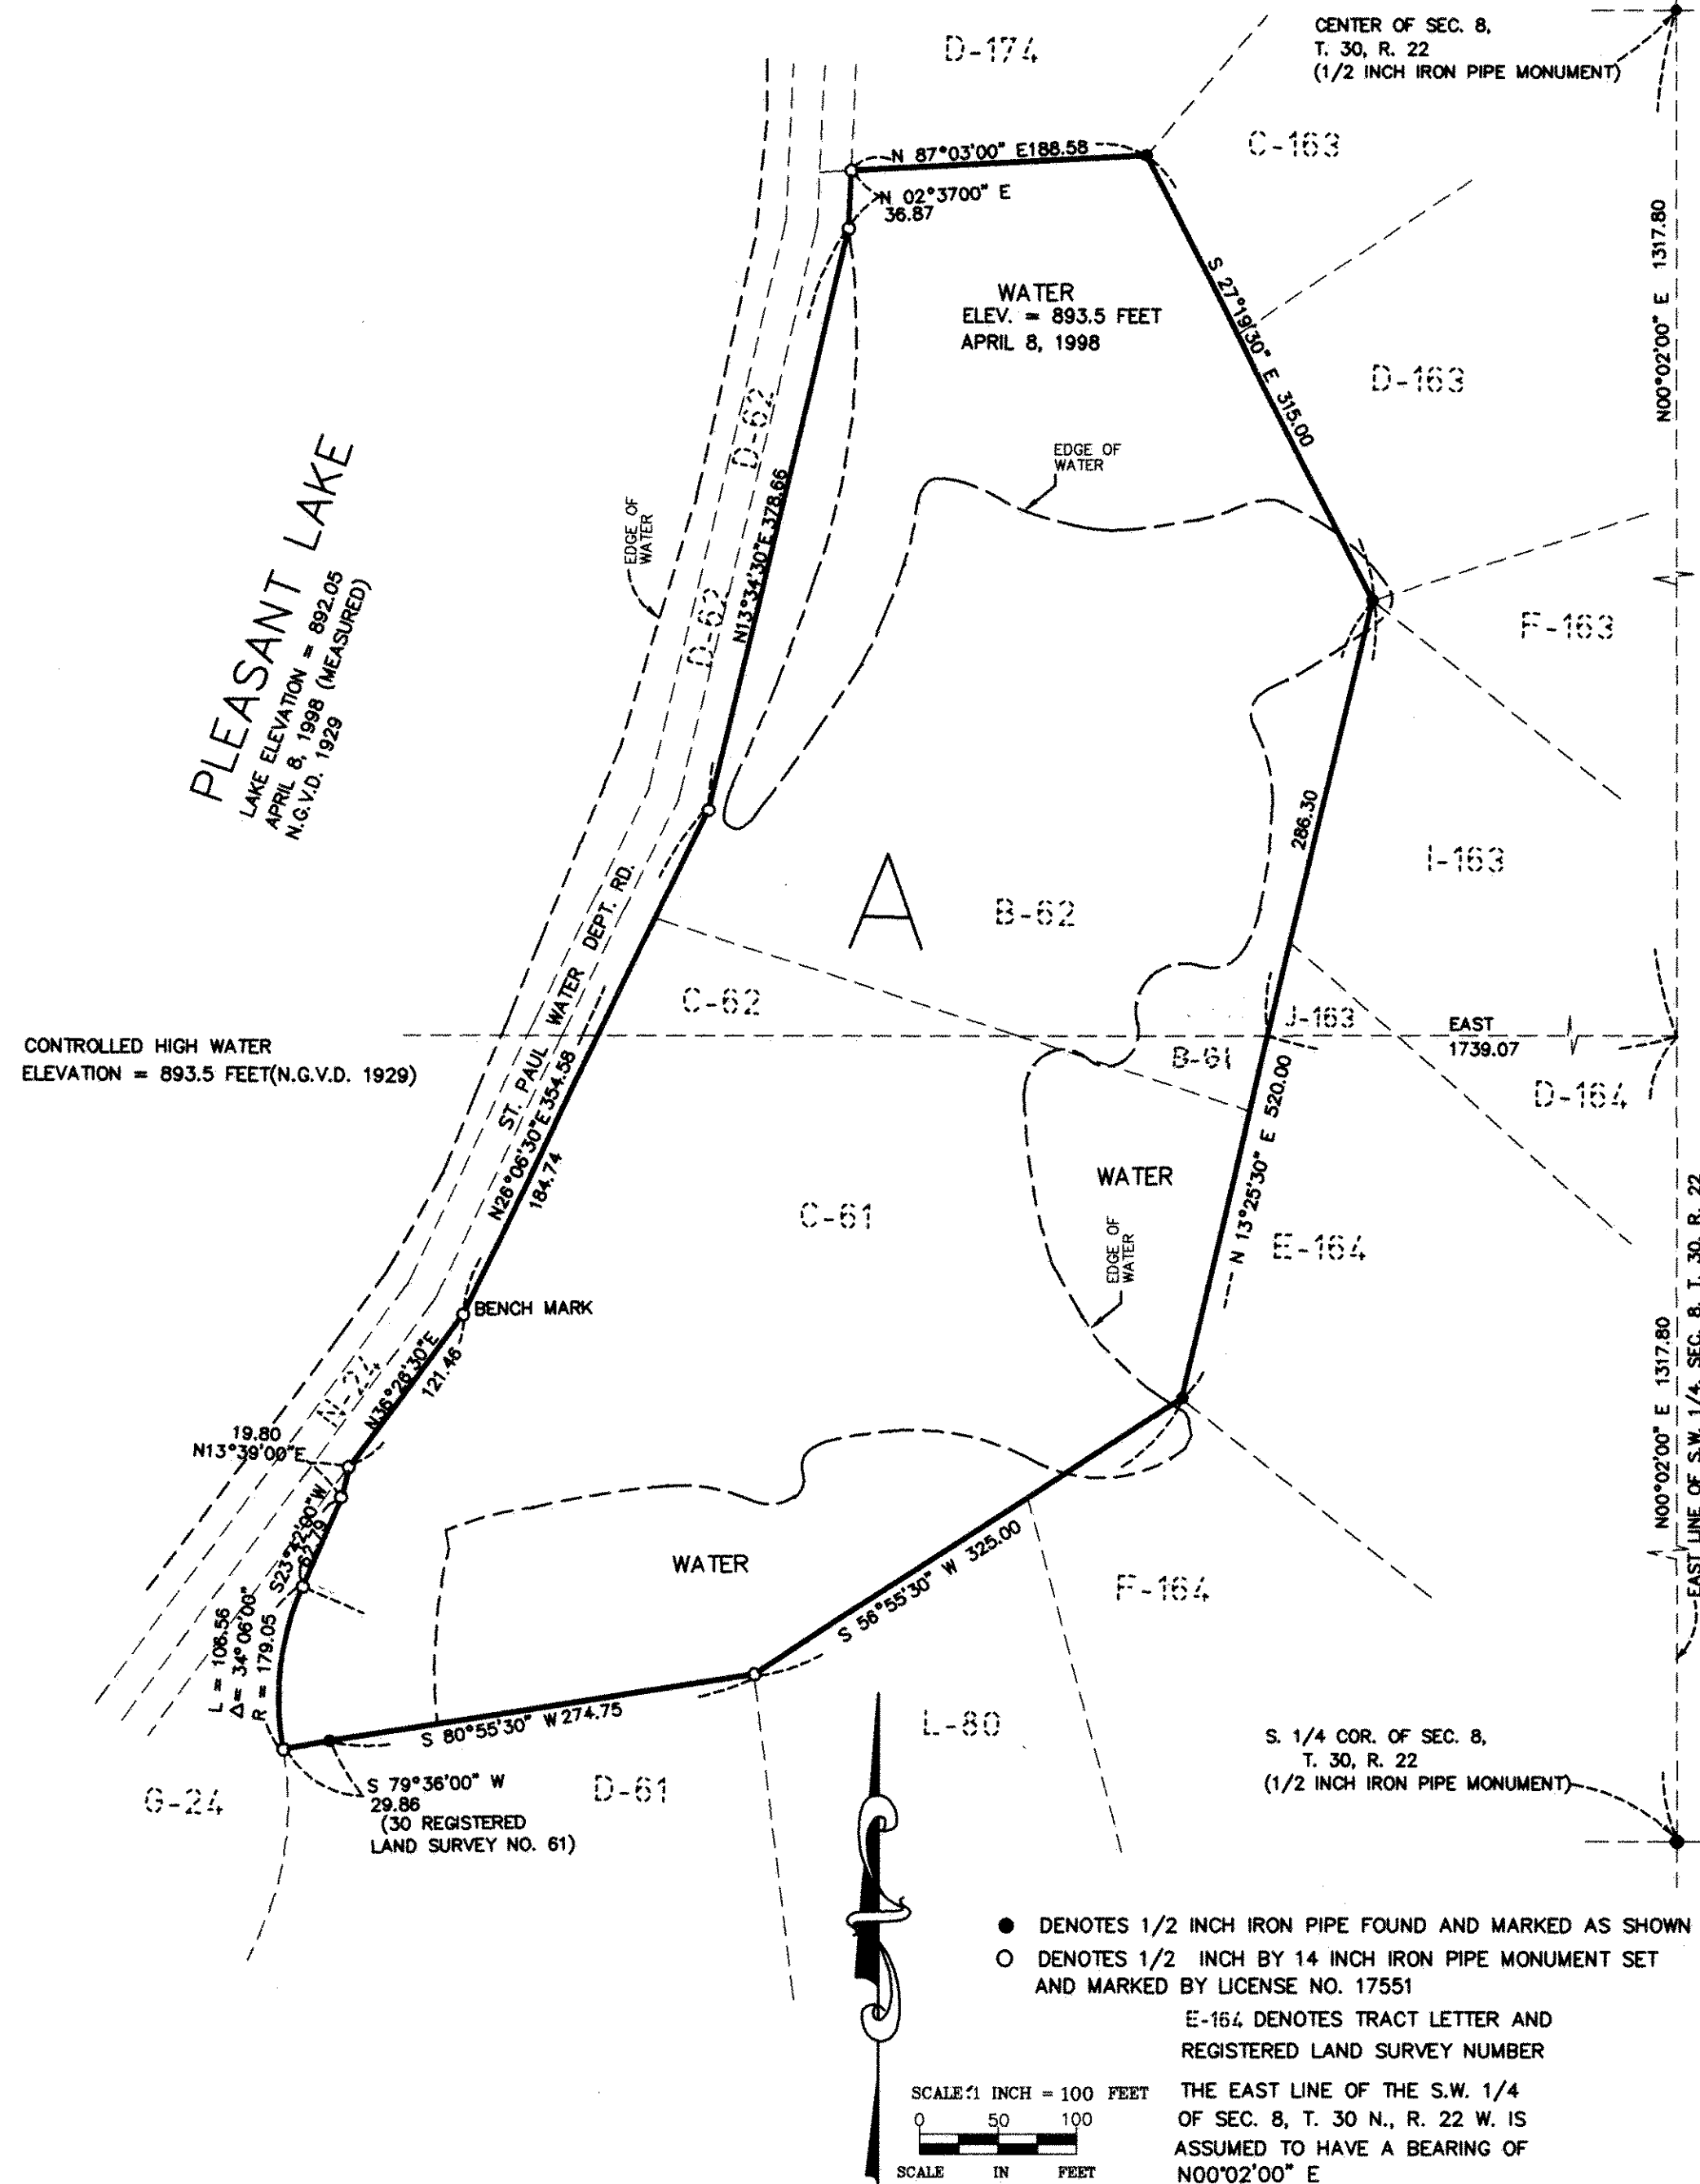 CENTER OF SEC. 8,
T. 30, R. 22
(1/2 INCH IRON PIPE MONUMENT)
D-174
C-163
N 87°03'00" E188.58
N 02°3700" E
36.87
WATER
ELEV. = 893.5 FEET
APRIL 8, 1998
S 27°19'30" E 315.00
D-163
N00°02'00" E 1317.80
D-62
EDGE OF
WATER
EDGE OF
WATER
N13°34'30"E 378.66
D-62
PLEASANT LAKE
LAKE ELEVATION = 892.05
APRIL 8, 1998 (MEASURED)
N.G.V.D. 1929
F-163
286.30
I-163
A
B-62
ST. PAUL WATER DEPT. RD.
C-62
J-163
EAST
1739.07
CONTROLLED HIGH WATER
ELEVATION = 893.5 FEET(N.G.V.D. 1929)
B-61
D-164
N26°06'30"E354.58
184.74
N 13°25'30" E 520.00
WATER
C-61
E-164
EDGE OF
WATER
EAST LINE OF S.W. 1/4, SEC. 8, T. 30, R. 22
N00°02'00" E 1317.80
BENCH MARK
N-24
N36°26'30"E
121.46
19.80
N13°39'00"E
62.79
L = 106.56
Δ= 34°06'00"
R = 179.05
WATER
S 56°55'30" W 325.00
F-164
S 80°55'30" W274.75
L-80
S. 1/4 COR. OF SEC. 8,
T. 30, R. 22
(1/2 INCH IRON PIPE MONUMENT)
G-24
S 79°36'00" W
29.86
(30 REGISTERED
LAND SURVEY NO. 61)
D-61
● DENOTES 1/2 INCH IRON PIPE FOUND AND MARKED AS SHOWN
○ DENOTES 1/2 INCH BY 14 INCH IRON PIPE MONUMENT SET
AND MARKED BY LICENSE NO. 17551
E-164 DENOTES TRACT LETTER AND
REGISTERED LAND SURVEY NUMBER
SCALE:1 INCH = 100 FEET
0 50 100
SCALE IN FEET
THE EAST LINE OF THE S.W. 1/4
OF SEC. 8, T. 30 N., R. 22 W. IS
ASSUMED TO HAVE A BEARING OF
N00°02'00" E